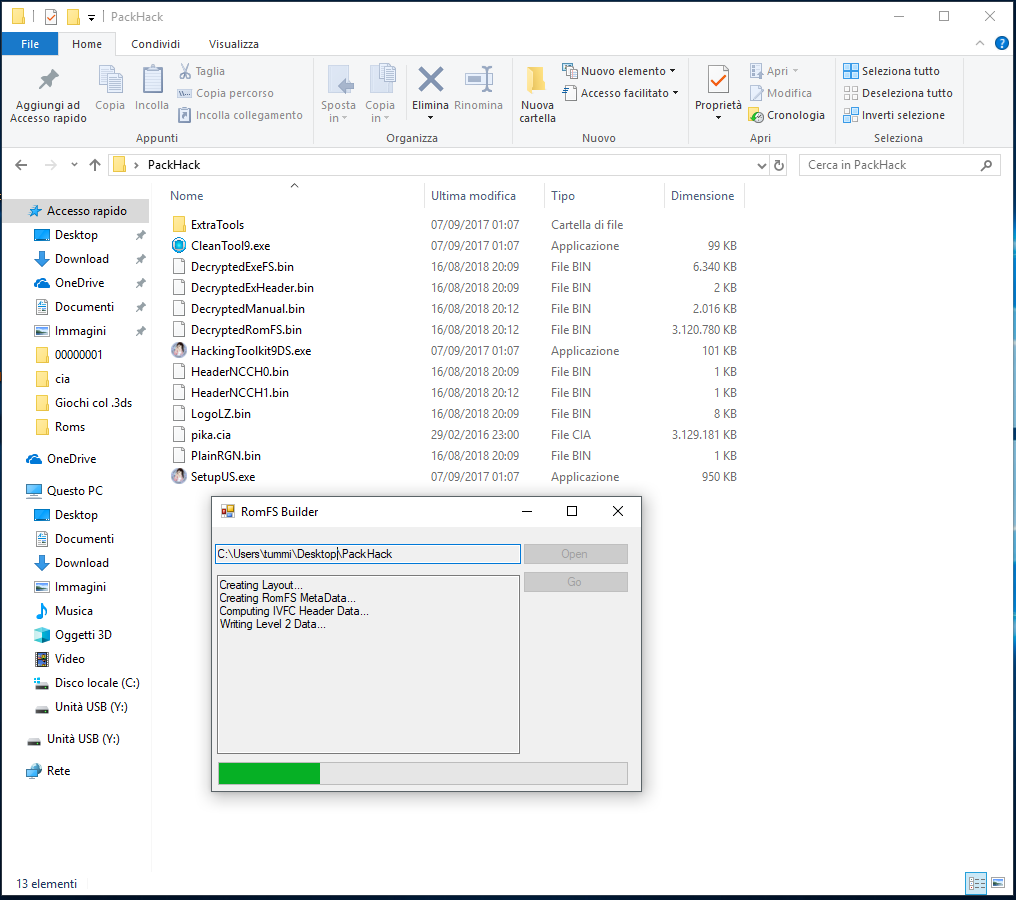 PackHack
File Home Condividi Visualizza
Aggiungi ad Accesso rapido
Copia
Incolla
Taglia
Copia percorso
Incolla collegamento
Appunti
Sposta in
Copia in
Elimina
Rinomina
Organizza
Nuova cartella
Nuovo elemento
Accesso facilitato
Nuovo
Proprietà
Apri
Modifica
Cronologia
Apri
Seleziona tutto
Deseleziona tutto
Inverti selezione
Seleziona
PackHack
Cerca in PackHack
Accesso rapido
Desktop
Download
OneDrive
Documenti
Immagini
00000001
cia
Giochi col .3ds
Roms
OneDrive
Questo PC
Desktop
Documenti
Download
Immagini
Musica
Oggetti 3D
Video
Disco locale (C:)
Unità USB (Y:)
Unità USB (Y:)
Rete
Nome Ultima modifica Tipo Dimensione
ExtraTools 07/09/2017 01:07 Cartella di file
CleanTool9.exe 07/09/2017 01:07 Applicazione 99 KB
DecryptedExeFS.bin 16/08/2018 20:09 File BIN 6.340 KB
DecryptedExHeader.bin 16/08/2018 20:09 File BIN 2 KB
DecryptedManual.bin 16/08/2018 20:12 File BIN 2.016 KB
DecryptedRomFS.bin 16/08/2018 20:12 File BIN 3.120.780 KB
HackingToolkit9DS.exe 07/09/2017 01:07 Applicazione 101 KB
HeaderNCCH0.bin 16/08/2018 20:09 File BIN 1 KB
HeaderNCCH1.bin 16/08/2018 20:12 File BIN 1 KB
LogoLZ.bin 16/08/2018 20:09 File BIN 8 KB
pika.cia 29/02/2016 23:00 File CIA 3.129.181 KB
PlainRGN.bin 16/08/2018 20:09 File BIN 1 KB
SetupUS.exe 07/09/2017 01:07 Applicazione 950 KB
RomFS Builder
C:\Users\tummi\Desktop\PackHack
Open
Go
Creating Layout...
Creating RomFS MetaData...
Computing IVFC Header Data...
Writing Level 2 Data...
13 elementi